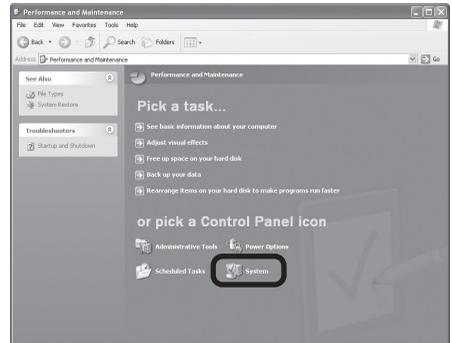 Performance and Maintenance
File Edit View Favorites Tools Help
Back Search Folders
Address Performance and Maintenance Go
See Also
File Types
System Restore
Troubleshooters
Startup and Shutdown
Performance and Maintenance
Pick a task...
See basic information about your computer
Adjust visual effects
Free up space on your hard disk
Back up your data
Rearrange items on your hard disk to make programs run faster
or pick a Control Panel icon
Administrative Tools Power Options
Scheduled Tasks System